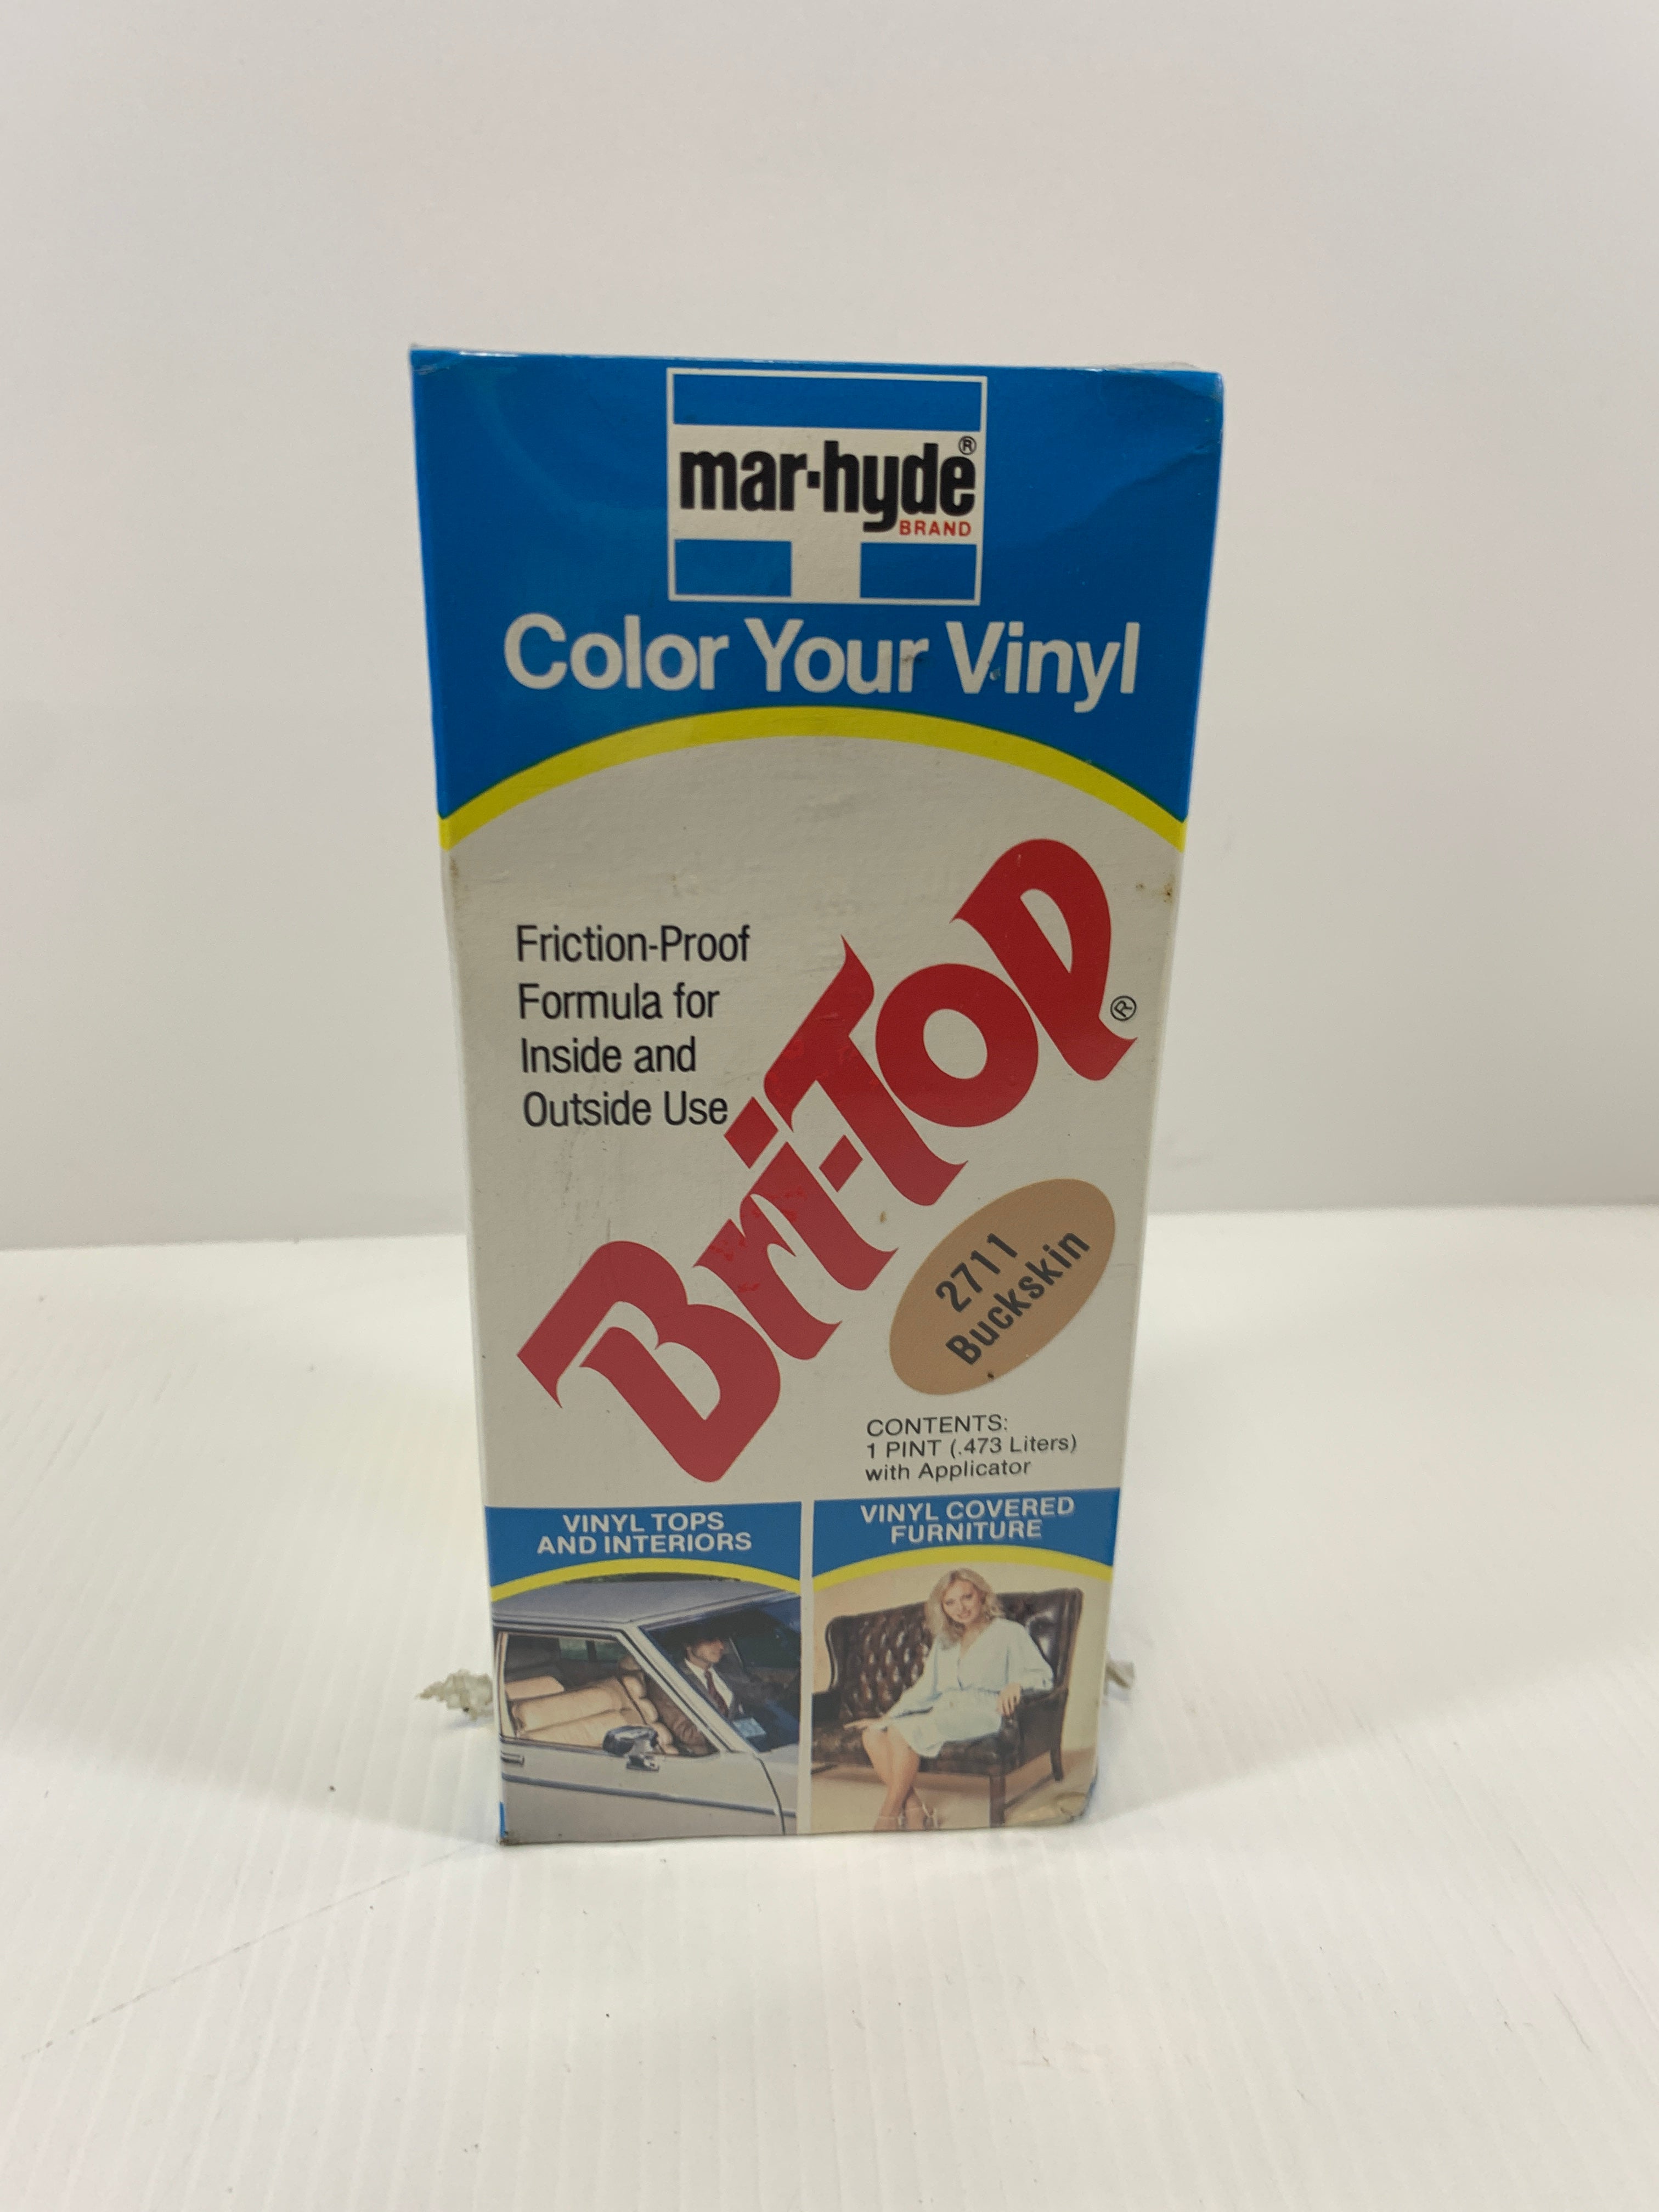 mar-hyde®
BRAND
Color Your Vinyl
Friction-Proof
Formula for
Inside and
Outside Use
Bri-Top®
2711
Buckskin
CONTENTS:
1 PINT (.473 Liters)
with Applicator
VINYL TOPS
AND INTERIORS
VINYL COVERED
FURNITURE